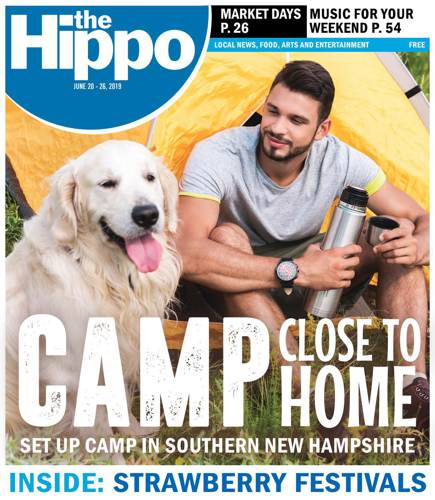 the
Hippo
JUNE 20 - 26, 2019
MARKET DAYS
P. 26
MUSIC FOR YOUR
WEEKEND P. 54
LOCAL NEWS, FOOD, ARTS AND ENTERTAINMENT FREE
CAMP
CLOSE TO
HOME
SET UP CAMP IN SOUTHERN NEW HAMPSHIRE
INSIDE: STRAWBERRY FESTIVALS